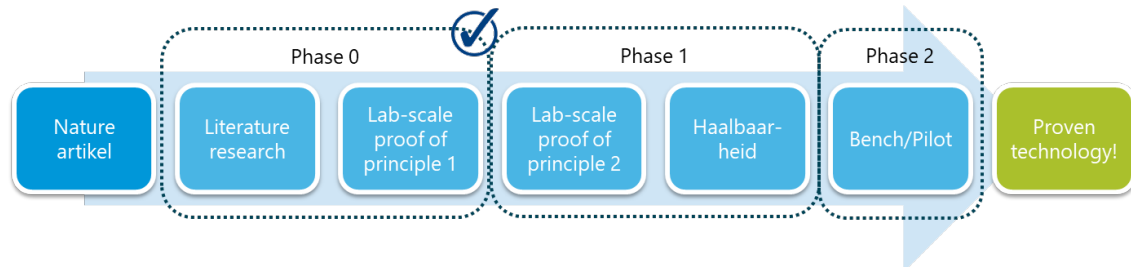 Phase 0
Phase 1
Phase 2
Nature
artikel
Literature
research
Lab-scale
proof of
principle 1
Lab-scale
proof of
principle 2
Haalbaar-
heid
Bench/Pilot
Proven
technology!